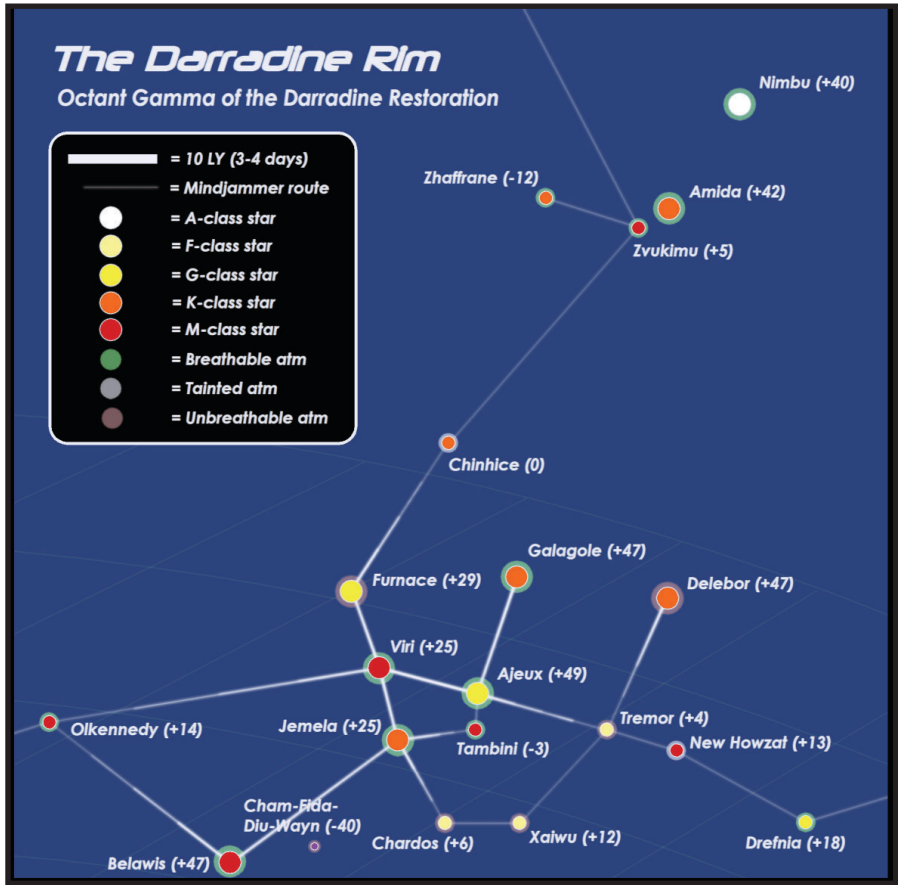 The Darradine Rim
Octant Gamma of the Darradine Restoration
= 10 LY (3-4 days)
= Mindjammer route
= A-class star
= F-class star
= G-class star
= K-class star
= M-class star
= Breathable atm
= Tainted atm
= Unbreathable atm
Nimbu (+40)
Zhaffrane (-12)
Amida (+42)
Zvukimu (+5)
Chinhice (0)
Galagole (+47)
Furnace (+29)
Delebor (+47)
Viri (+25)
Ajeux (+49)
Olkennedy (+14)
Jemela (+25)
Tambini (-3)
Tremor (+4)
New Howzat (+13)
Cham-Fida-
Diu-Wayn (-40)
Chardos (+6)
Xaiwu (+12)
Drefnia (+18)
Belawis (+47)